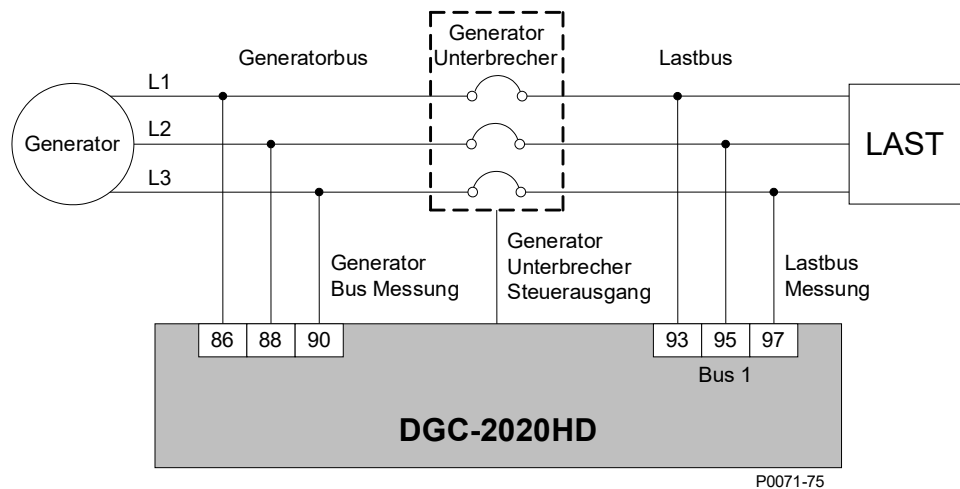 Generator
Unterbrecher
Generatorbus
Lastbus
L1
L2
L3
Generator
LAST
Generator
Bus Messung
Generator
Unterbrecher
Steuerausgang
Lastbus
Messung
86 88 90
93 95 97
Bus 1
DGC-2020HD
P0071-75